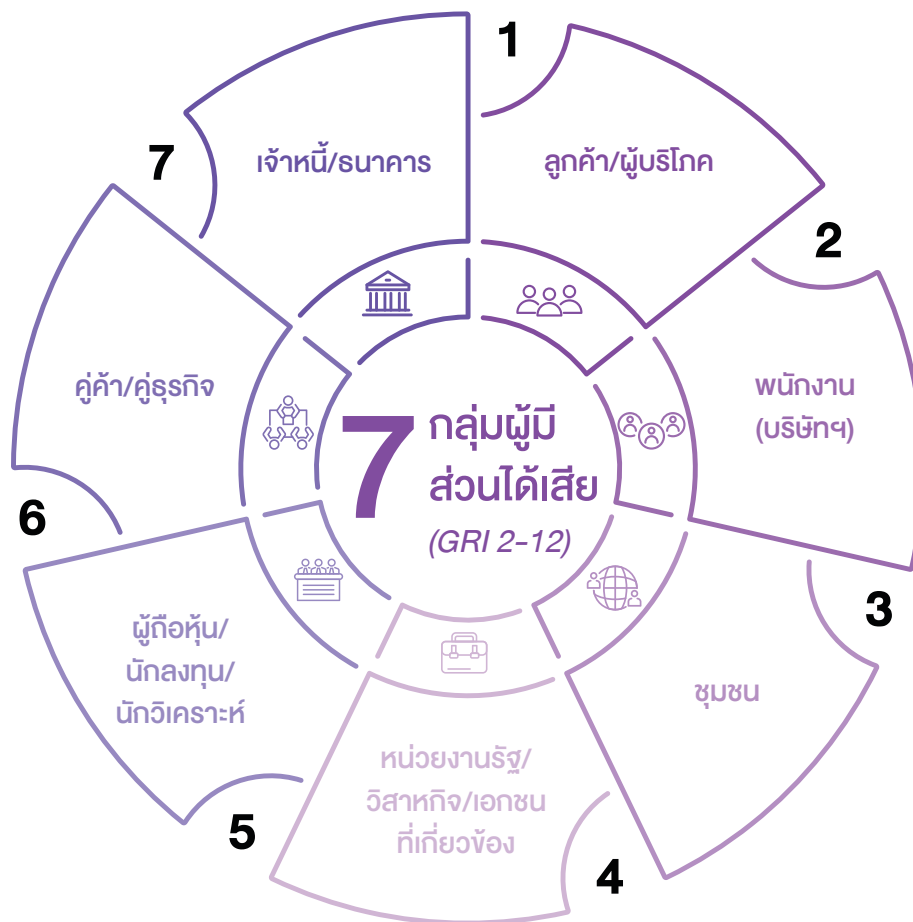 7 กลุ่มผู้มี
ส่วนได้เสีย
(GRI 2-12)
1
ลูกค้า/ผู้บริโภค
2
พนักงาน
(บริษัทฯ)
3
ชุมชน
4
หน่วยงานรัฐ/
วิสาหกิจ/เอกชน
ที่เกี่ยวข้อง
5
ผู้ถือหุ้น/
นักลงทุน/
นักวิเคราะห์
6
คู่ค้า/คู่ธุรกิจ
7
เจ้าหนี้/ธนาคาร